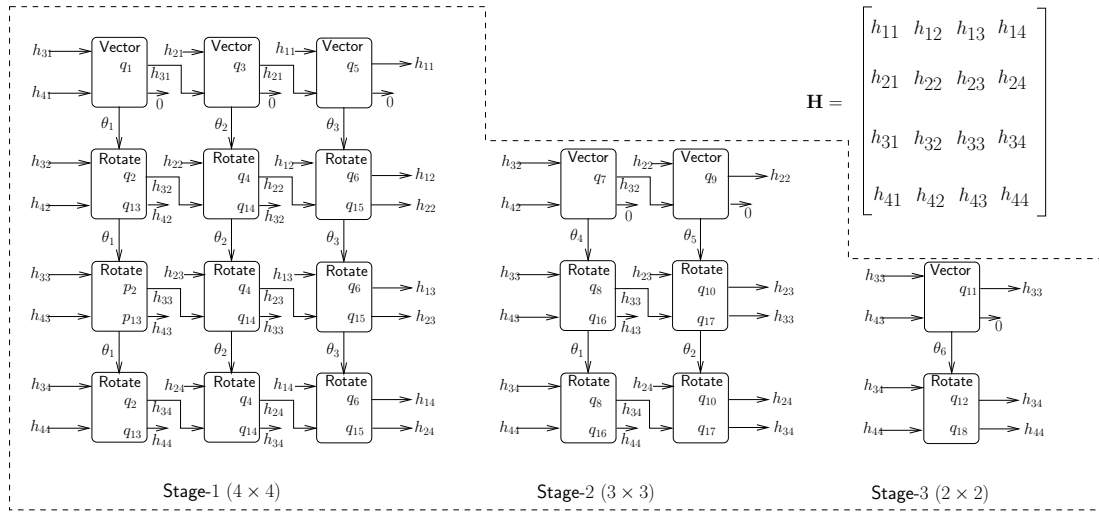 h₃₁ Vector h₂₁ Vector h₁₁ Vector
q₁ q₃ q₅ h₁₁
h₃₁ h₂₁
h₄₁ 0 0 0
θ₁ θ₂ θ₃
h₃₂ Rotate h₂₂ Rotate h₁₂ Rotate
q₂ q₄ q₆ h₁₂
h₃₂ h₂₂
h₄₂ q₁₃ q₁₄ q₁₅ h₂₂
h₄₂ h₃₂
θ₁ θ₂ θ₃
h₃₃ Rotate h₂₃ Rotate h₁₃ Rotate
p₂ q₄ q₆ h₁₃
h₃₃ h₂₃
h₄₃ p₁₃ q₁₄ q₁₅ h₂₃
h₄₃ h₃₃
θ₁ θ₂ θ₃
h₃₄ Rotate h₂₄ Rotate h₁₄ Rotate
q₂ q₄ q₆ h₁₄
h₃₄ h₂₄
h₄₄ q₁₃ q₁₄ q₁₅ h₂₄
h₄₄ h₃₄
Stage-1 (4 × 4)
h₃₂ Vector h₂₂ Vector
q₇ q₉ h₂₂
h₃₂
h₄₂ 0 0
θ₄ θ₅
h₃₃ Rotate h₂₃ Rotate
q₈ q₁₀ h₂₃
h₃₃
h₄₃ q₁₆ q₁₇ h₃₃
h₄₃
θ₁ θ₂
h₃₄ Rotate h₂₄ Rotate
q₈ q₁₀ h₂₄
h₃₄
h₄₄ q₁₆ q₁₇ h₃₄
h₄₄
Stage-2 (3 × 3)
h₁₁ h₁₂ h₁₃ h₁₄
h₂₁ h₂₂ h₂₃ h₂₄
H =
h₃₁ h₃₂ h₃₃ h₃₄
h₄₁ h₄₂ h₄₃ h₄₄
h₃₃ Vector
q₁₁ h₃₃
h₄₃ 0
θ₆
h₃₄ Rotate
q₁₂ h₃₄
h₄₄ q₁₈ h₄₄
Stage-3 (2 × 2)